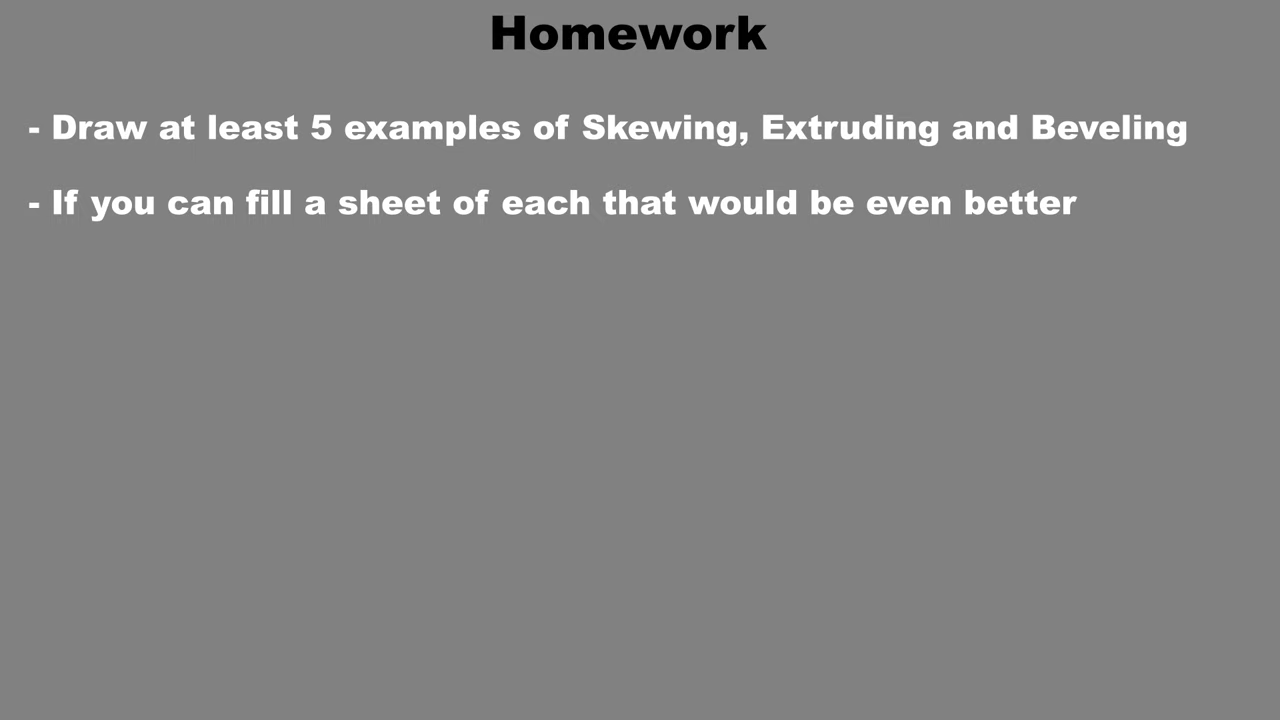 Homework
- Draw at least 5 examples of Skewing, Extruding and Beveling
- If you can fill a sheet of each that would be even better